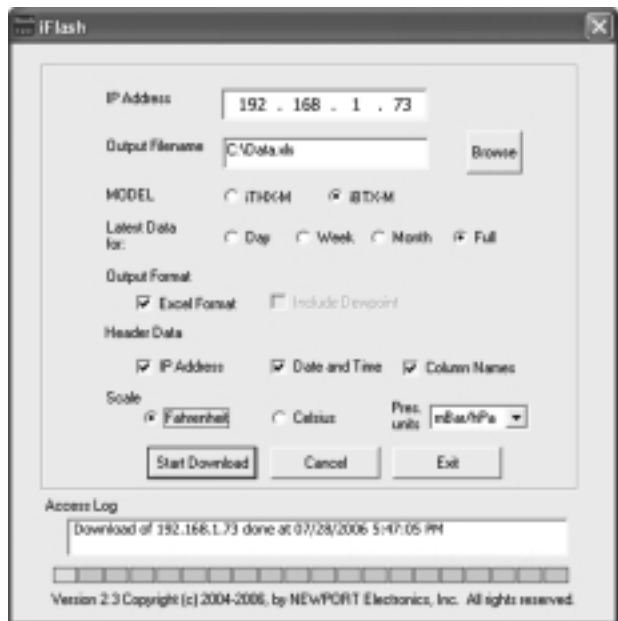 iFlash
IP Address 192 . 168 . 1 . 73
Output Filename C:\Data.xls Browse
MODEL iTHX-M iBTX-M
Latest Data for: Day Week Month Full
Output Format
Excel Format Include Dewpoint
Header Data
IP Address Date and Time Column Names
Scale
Fahrenheit Celsius Pres. units mBar/hPa
Start Download Cancel Exit
Access Log
Download of 192.168.1.73 done at 07/28/2006 5:47:05 PM
Version 2.3 Copyright (c) 2004-2006, by NEWPORT Electronics, Inc. All rights reserved.